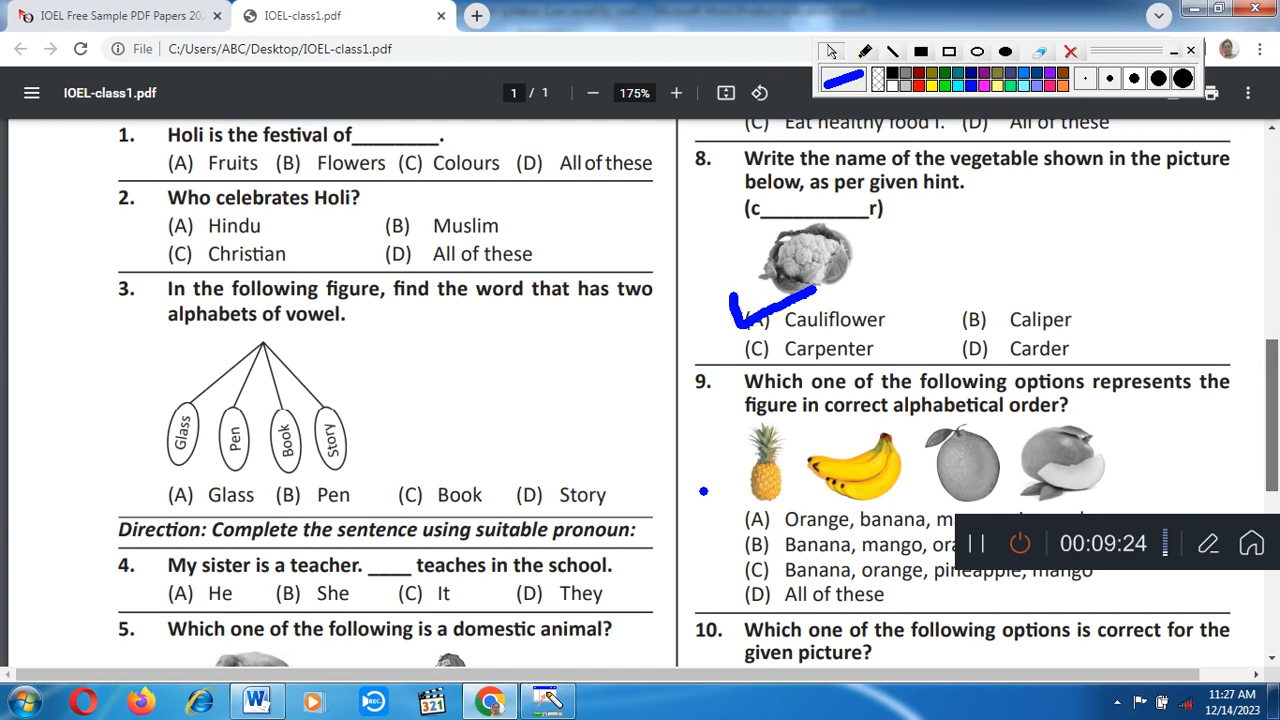 IOEL Free Sample PDF Papers 202
IOEL-class1.pdf
File
C:/Users/ABC/Desktop/IOEL-class1.pdf
IOEL-class1.pdf
1 / 1
175%
1. Holi is the festival of________.
(A) Fruits (B) Flowers (C) Colours (D) All of these
2. Who celebrates Holi?
(A) Hindu (B) Muslim
(C) Christian (D) All of these
3. In the following figure, find the word that has two
alphabets of vowel.
Glass
Pen
Book
Story
(A) Glass (B) Pen (C) Book (D) Story
Direction: Complete the sentence using suitable pronoun:
4. My sister is a teacher. ____ teaches in the school.
(A) He (B) She (C) It (D) They
5. Which one of the following is a domestic animal?
(C) Eat healthy food I. (D) All of these
8. Write the name of the vegetable shown in the picture
below, as per given hint.
(c__________r)
(A) Cauliflower (B) Caliper
(C) Carpenter (D) Carder
9. Which one of the following options represents the
figure in correct alphabetical order?
(A) Orange, banana,
(B) Banana, mango,
(C) Banana, orange, pineapple, mango
(D) All of these
10. Which one of the following options is correct for the
given picture?
00:09:24
REC
321
11:27 AM
12/14/2023